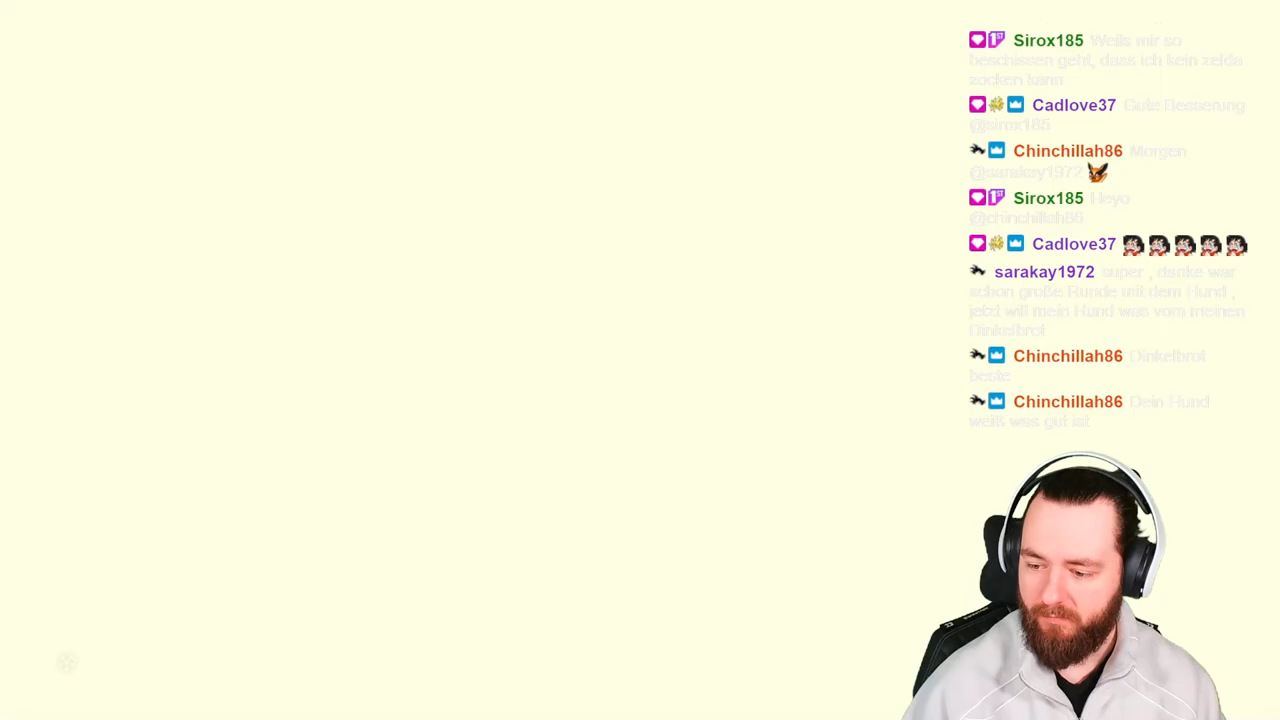 Sirox185 Weils mir so
beschissen geht, dass ich kein zelda
zocken kann
Cadlove37 Gute Besserung
@sirox185
Chinchillah86 Morgen
@sarakay1972
Sirox185 Heyo
@chinchillah86
Cadlove37
sarakay1972 super , danke war
schon große Runde mit dem Hund ,
jetzt will mein Hund was vom meinen
Dinkelbrot
Chinchillah86 Dinkelbrot
beste
Chinchillah86 Dein Hund
weiß was gut ist